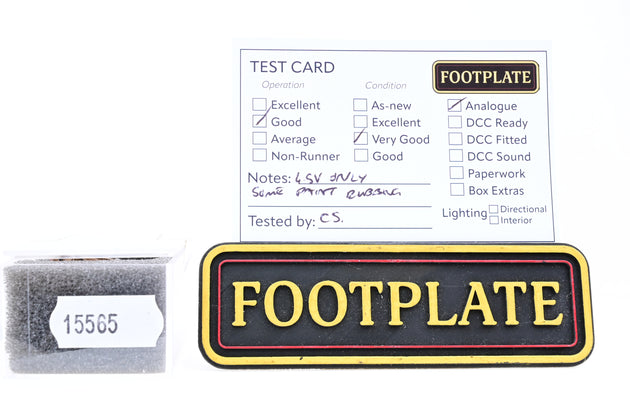 TEST CARD
FOOTPLATE
Operation
Condition
Excellent
As-new
Analogue
Good
Excellent
DCC Ready
Average
Very Good
DCC Fitted
Non-Runner
Good
DCC Sound
Notes: 4.5V ONLY
Paperwork
SOME PAINT RUBBING
Box Extras
Tested by: CS.
Lighting
Directional
Interior
15565
FOOTPLATE